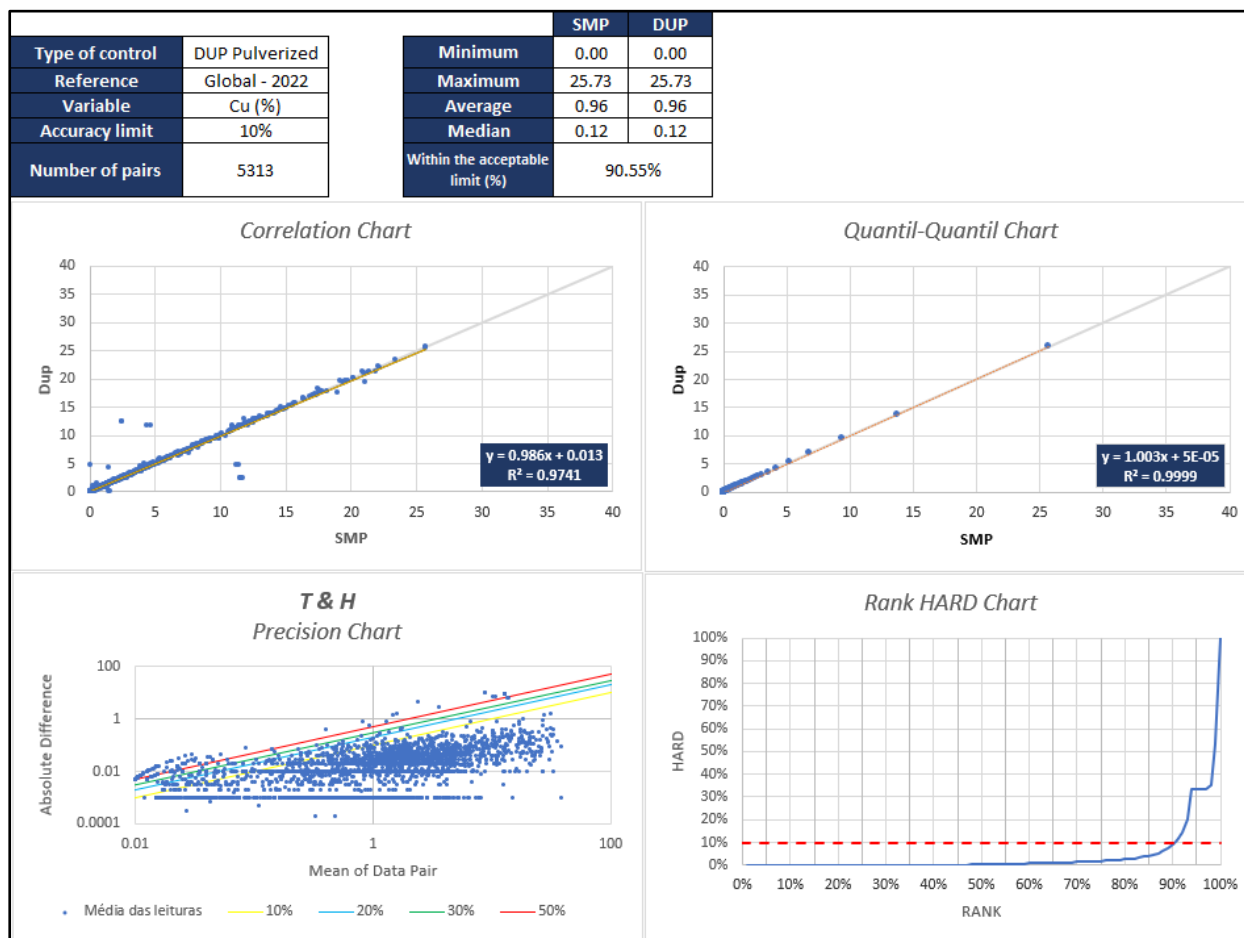 SMP DUP
Type of control DUP Pulverized
Reference Global - 2022
Variable Cu (%)
Accuracy limit 10%
Number of pairs 5313
Minimum 0.00 0.00
Maximum 25.73 25.73
Average 0.96 0.96
Median 0.12 0.12
Within the acceptable
limit (%) 90.55%
Correlation Chart
Dup
40
35
30
25
20
15
10
5
0
y = 0.986x + 0.013
R² = 0.9741
0 5 10 15 20 25 30 35 40
SMP
Quantil-Quantil Chart
Dup
40
35
30
25
20
15
10
5
0
y = 1.003x + 5E-05
R² = 0.9999
0 5 10 15 20 25 30 35 40
SMP
T & H
Precision Chart
Absolute Difference
100
1
0.01
0.0001
0.01 1 100
Mean of Data Pair
Média das leituras 10% 20% 30% 50%
Rank HARD Chart
HARD
100%
90%
80%
70%
60%
50%
40%
30%
20%
10%
0%
0% 10% 20% 30% 40% 50% 60% 70% 80% 90% 100%
RANK